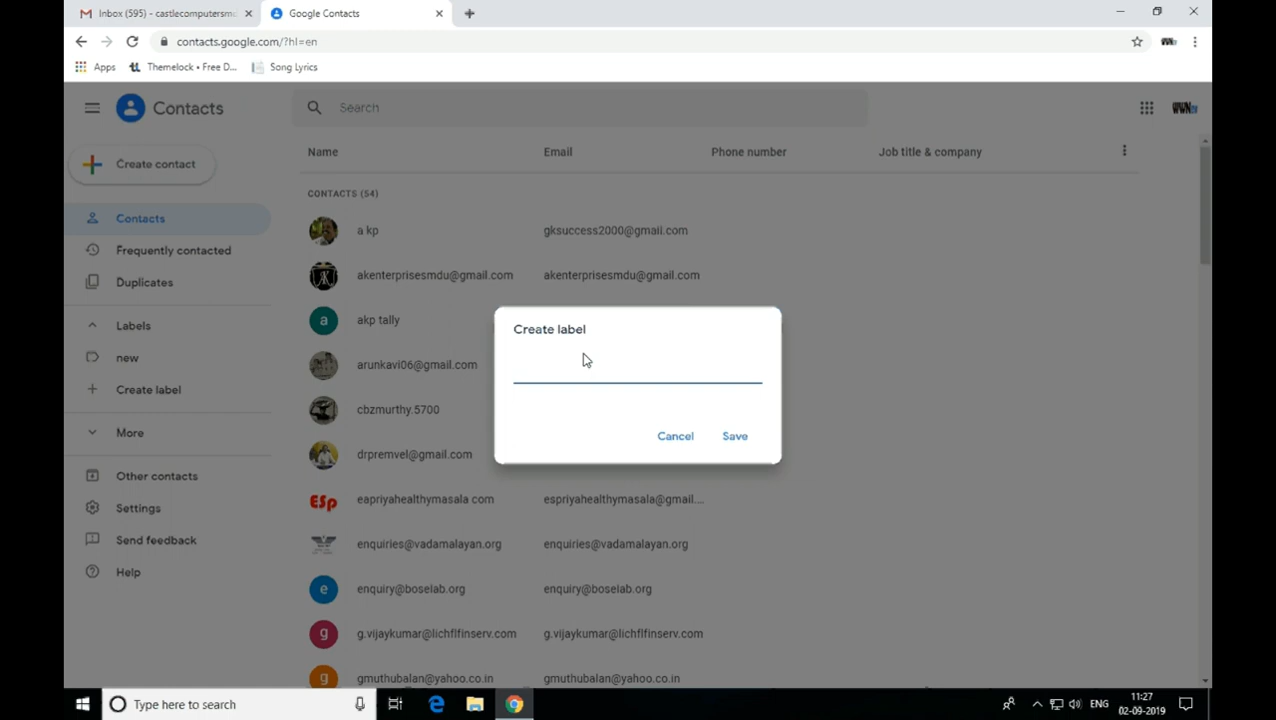 Inbox (595) - castlecomputersmd
Google Contacts
contacts.google.com/?hl=en
Apps
Themelock • Free D...
Song Lyrics
Contacts
Search
WWN
Create contact
Name
Email
Phone number
Job title & company
CONTACTS (54)
Contacts
a kp
gksuccess2000@gmail.com
Frequently contacted
akenterprisesmdu@gmail.com
akenterprisesmdu@gmail.com
Duplicates
a
akp tally
Labels
Create label
new
arunkavi06@gmail.com
Create label
cbzmurthy.5700
More
Cancel
Save
drpremvel@gmail.com
Other contacts
ESp
eapriyahealthymasala com
espriyahealthymasala@gmail...
Settings
Send feedback
enquiries@vadamalayan.org
enquiries@vadamalayan.org
Help
e
enquiry@boselab.org
enquiry@boselab.org
g
g.vijaykumar@lichflfinserv.com
g.vijaykumar@lichflfinserv.com
g
gmuthubalan@yahoo.co.in
gmuthubalan@yahoo.co.in
Type here to search
ENG
11:27
02-09-2019